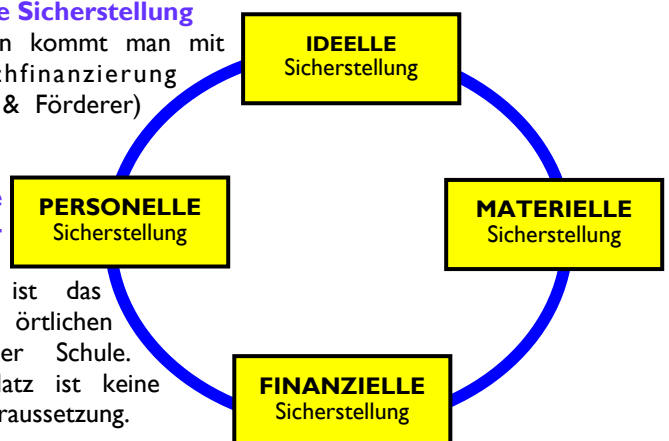 e Sicherstellung
n kommt man mit
chfinanzierung
& Förderer)
e
ist das
örtlichen
er Schule.
latz ist keine
raussetzung.
IDEELLE
Sicherstellung
PERSONELLE
Sicherstellung
MATERIELLE
Sicherstellung
FINANZIELLE
Sicherstellung